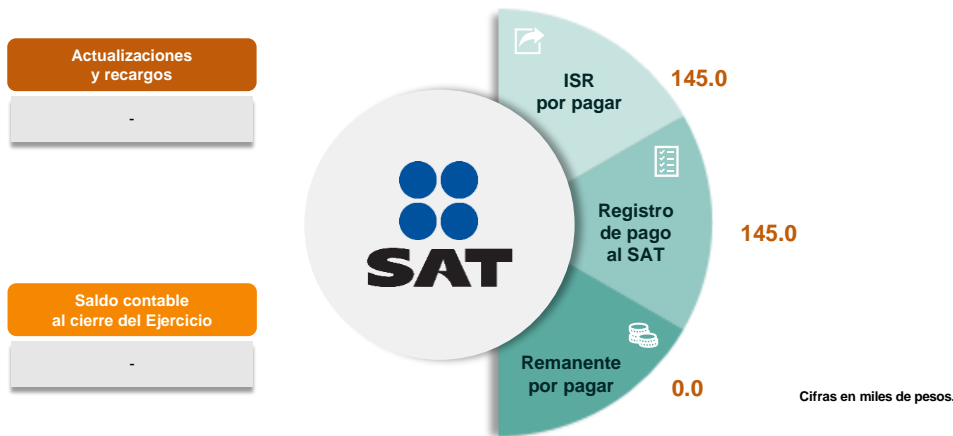 Actualizaciones
y recargos
-
Saldo contable
al cierre del Ejercicio
-
SAT
ISR
por pagar
145.0
Registro
de pago
al SAT
145.0
Remanente
por pagar
0.0
Cifras en miles de pesos.